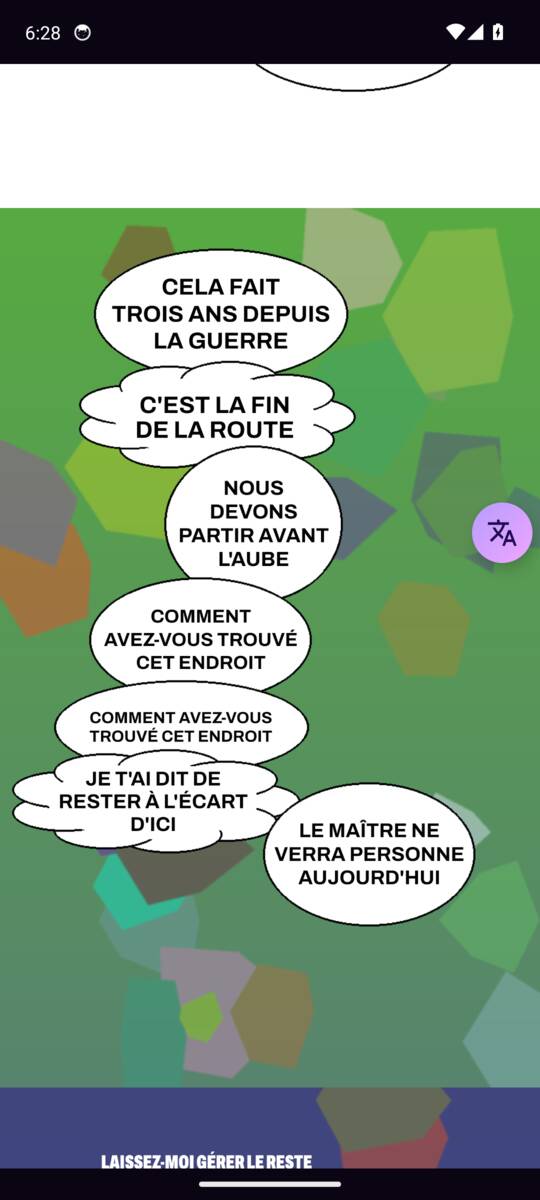 6:28
CELA FAIT
TROIS ANS DEPUIS
LA GUERRE
C'EST LA FIN
DE LA ROUTE
NOUS
DEVONS
PARTIR AVANT
L'AUBE
COMMENT
AVEZ-VOUS TROUVÉ
CET ENDROIT
COMMENT AVEZ-VOUS
TROUVÉ CET ENDROIT
JE T'AI DIT DE
RESTER À L'ÉCART
D'ICI
LE MAÎTRE NE
VERRA PERSONNE
AUJOURD'HUI
LAISSEZ-MOI GÉRER LE RESTE